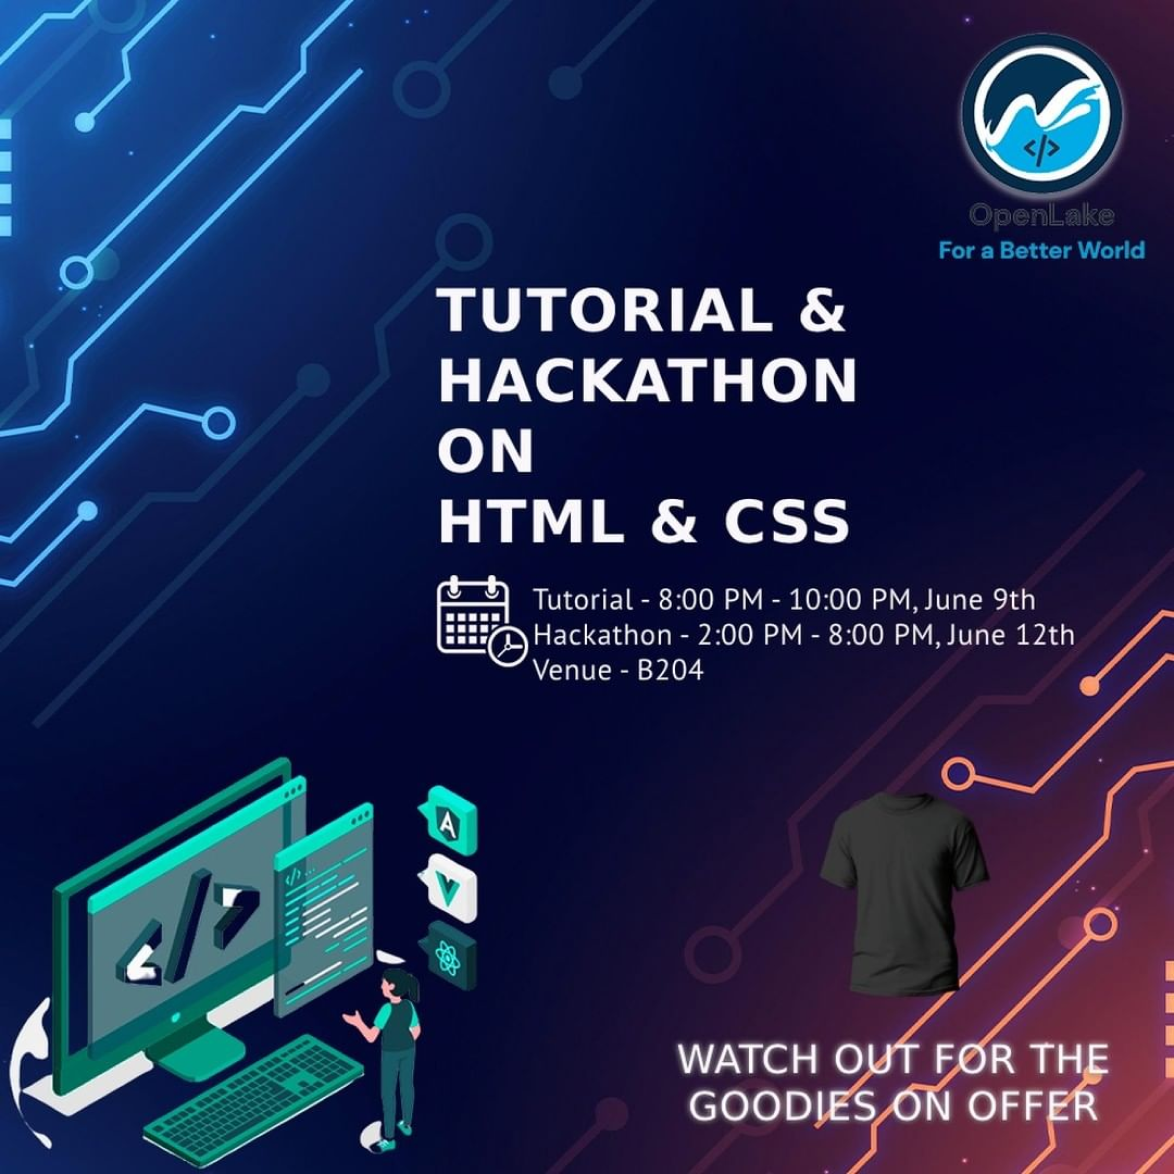 </>
OpenLake
For a Better World
TUTORIAL &
HACKATHON
ON
HTML & CSS
Tutorial - 8:00 PM - 10:00 PM, June 9th
Hackathon - 2:00 PM - 8:00 PM, June 12th
Venue - B204
</>
</>
A
WATCH OUT FOR THE
GOODIES ON OFFER